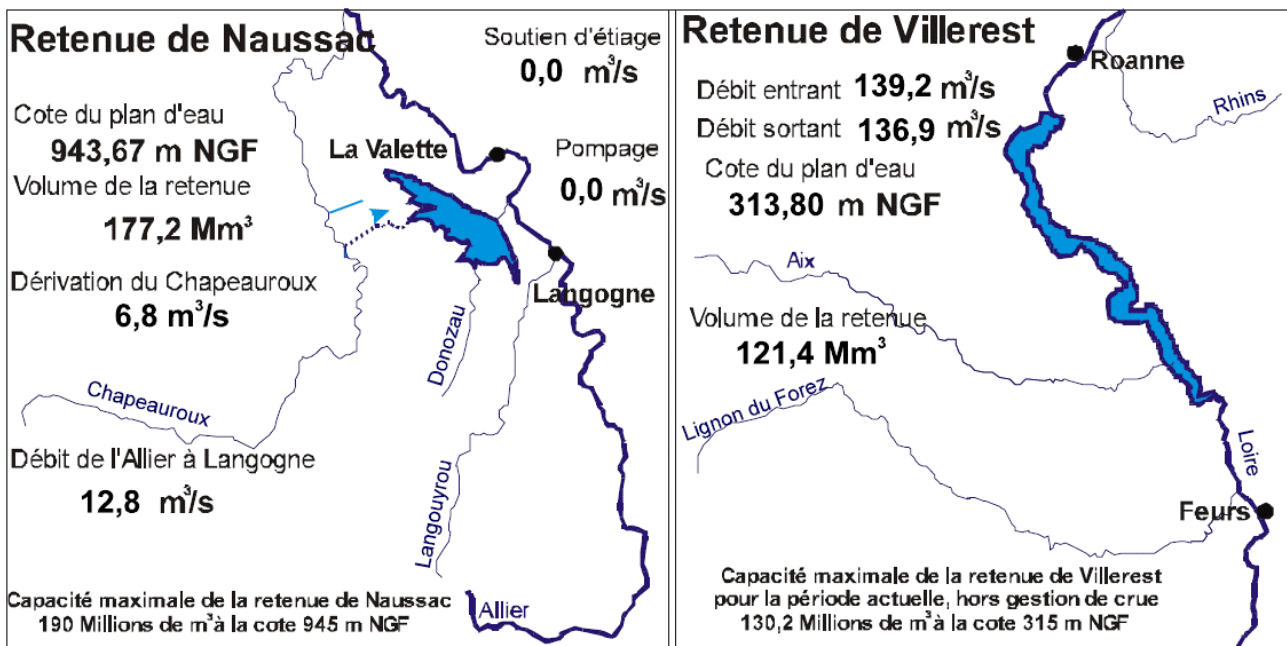 Retenue de Naussac
Soutien d'étiage
0,0 m³/s
Cote du plan d'eau
943,67 m NGF
La Valette
Pompage
0,0 m³/s
Volume de la retenue
177,2 Mm³
Dérivation du Chapeauroux
6,8 m³/s
Langogne
Donozau
Chapeauroux
Débit de l'Allier à Langogne
12,8 m³/s
Langouyrou
Allier
Capacité maximale de la retenue de Naussac
190 Millions de m³ à la cote 945 m NGF
Retenue de Villerest
Roanne
Débit entrant 139,2 m³/s
Rhins
Débit sortant 136,9 m³/s
Cote du plan d'eau
313,80 m NGF
Aix
Volume de la retenue
121,4 Mm³
Lignon du Forez
Loire
Feurs
Capacité maximale de la retenue de Villerest
pour la période actuelle, hors gestion de crue
130,2 Millions de m³ à la cote 315 m NGF